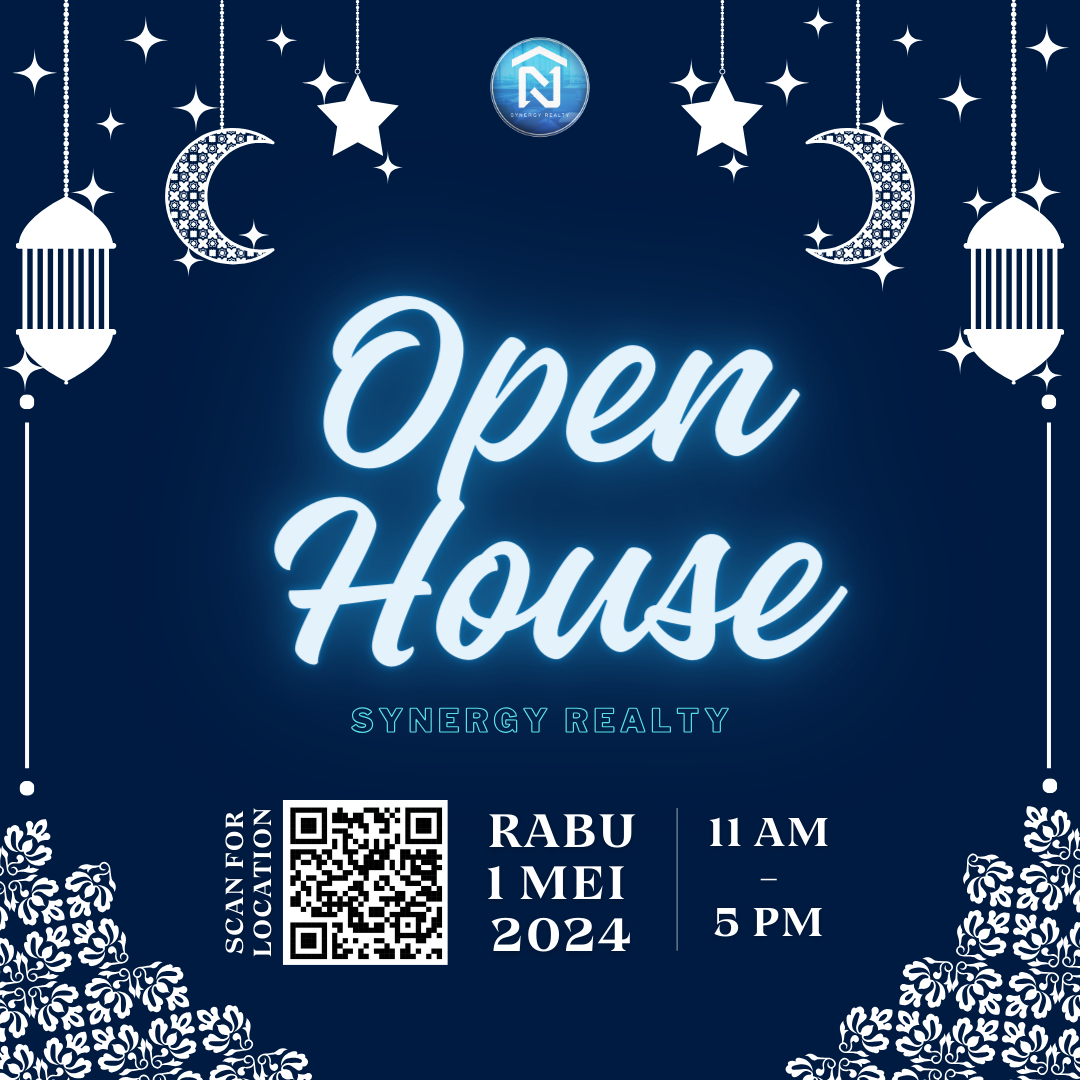 SYNERGY REALTY
Open
House
SYNERGY REALTY
SCAN FOR
LOCATION
RABU
1 MEI
2024
11 AM
–
5 PM